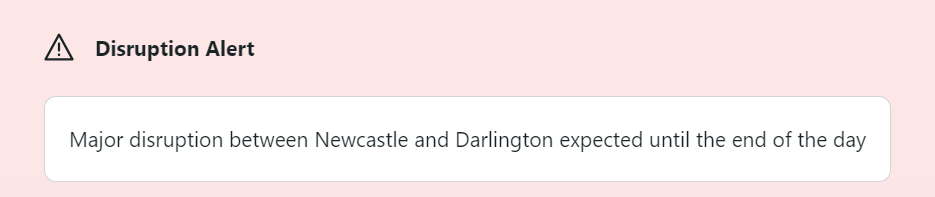 Disruption Alert
Major disruption between Newcastle and Darlington expected until the end of the day